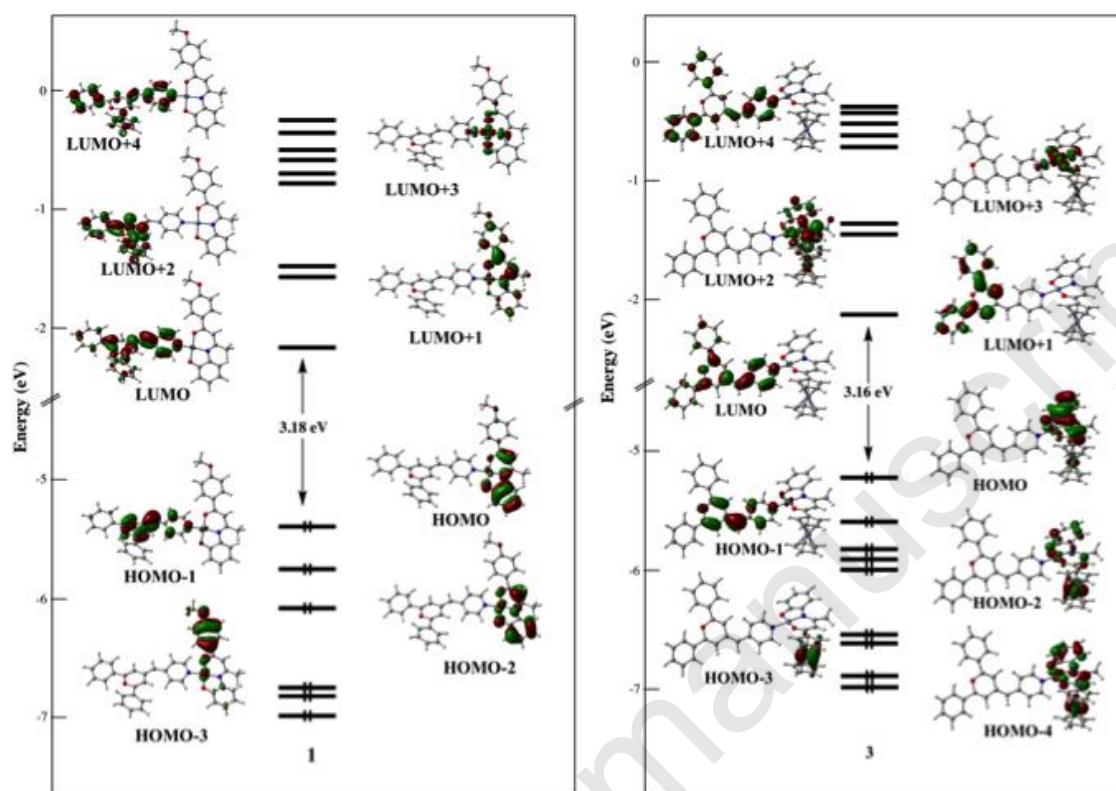 0
LUMO+4
LUMO+3
-1
LUMO+2
LUMO+1
-2
LUMO
Energy (eV)
3.18 eV
-5
HOMO
HOMO-1
-6
HOMO-2
HOMO-3
-7
1
0
LUMO+4
LUMO+3
-1
LUMO+2
LUMO+1
-2
LUMO
Energy (eV)
3.16 eV
-5
HOMO
HOMO-1
-6
HOMO-2
HOMO-3
-7
HOMO-4
3
manuscr